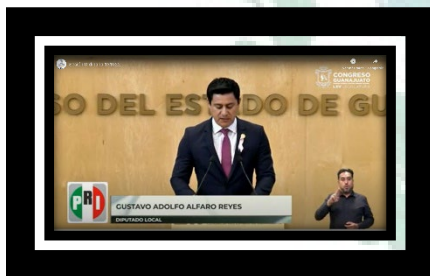 CONGRESO
GUANAJUATO
SO DEL ESTADO DE GU
PRI
GUSTAVO ADOLFO ALFARO REYES
DIPUTADO LOCAL